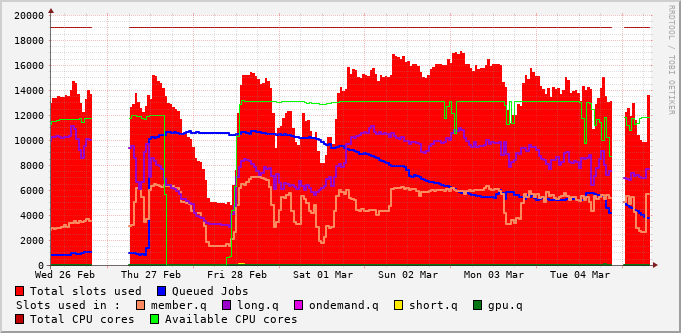 20000
18000
16000
14000
12000
10000
8000
6000
4000
2000
0
Wed 26 Feb Thu 27 Feb Fri 28 Feb Sat 01 Mar Sun 02 Mar Mon 03 Mar Tue 04 Mar
Total slots used Queued Jobs
Slots used in : member.q long.q ondemand.q short.q gpu.q
Total CPU cores Available CPU cores
RRDTOOL / TOBI OETIKER